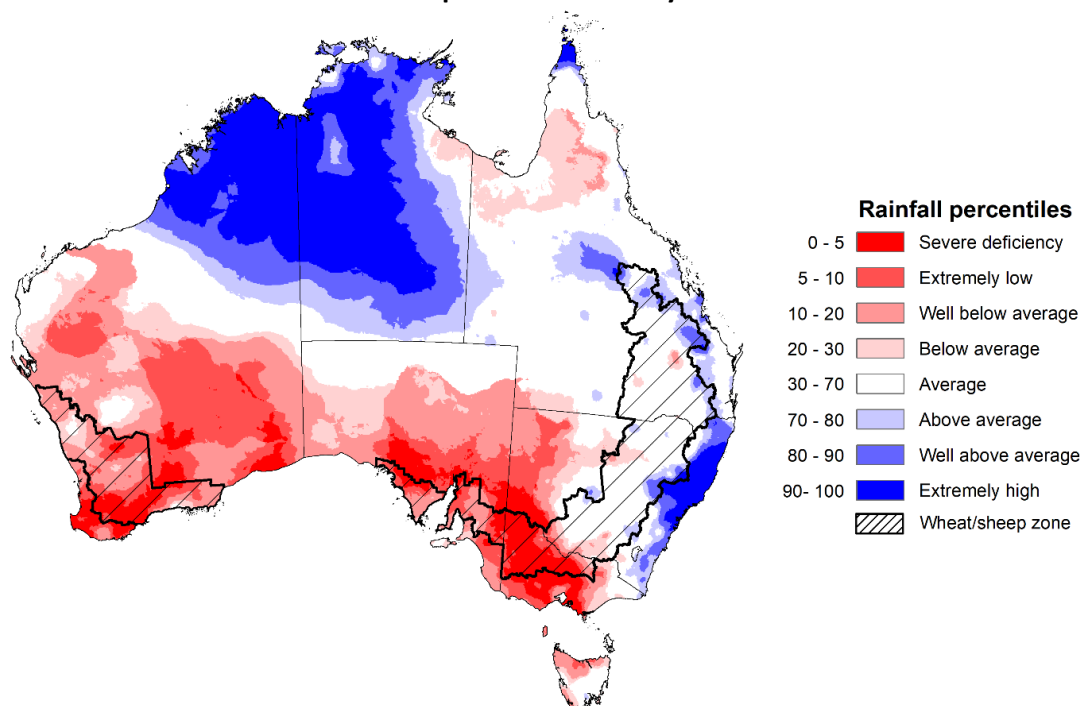 Rainfall percentiles
0 - 5 Severe deficiency
5 - 10 Extremely low
10 - 20 Well below average
20 - 30 Below average
30 - 70 Average
70 - 80 Above average
80 - 90 Well above average
90- 100 Extremely high
Wheat/sheep zone